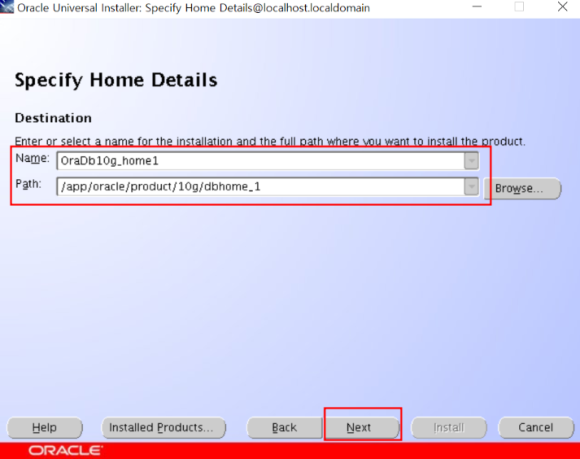 Oracle Universal Installer: Specify Home Details@localhost.localdomain
Specify Home Details
Destination
Enter or select a name for the installation and the full path where you want to install the product.
Name: OraDb10g_home1
Path: /app/oracle/product/10g/dbhome_1 Browse...
Help Installed Products... Back Next Install Cancel
ORACLE